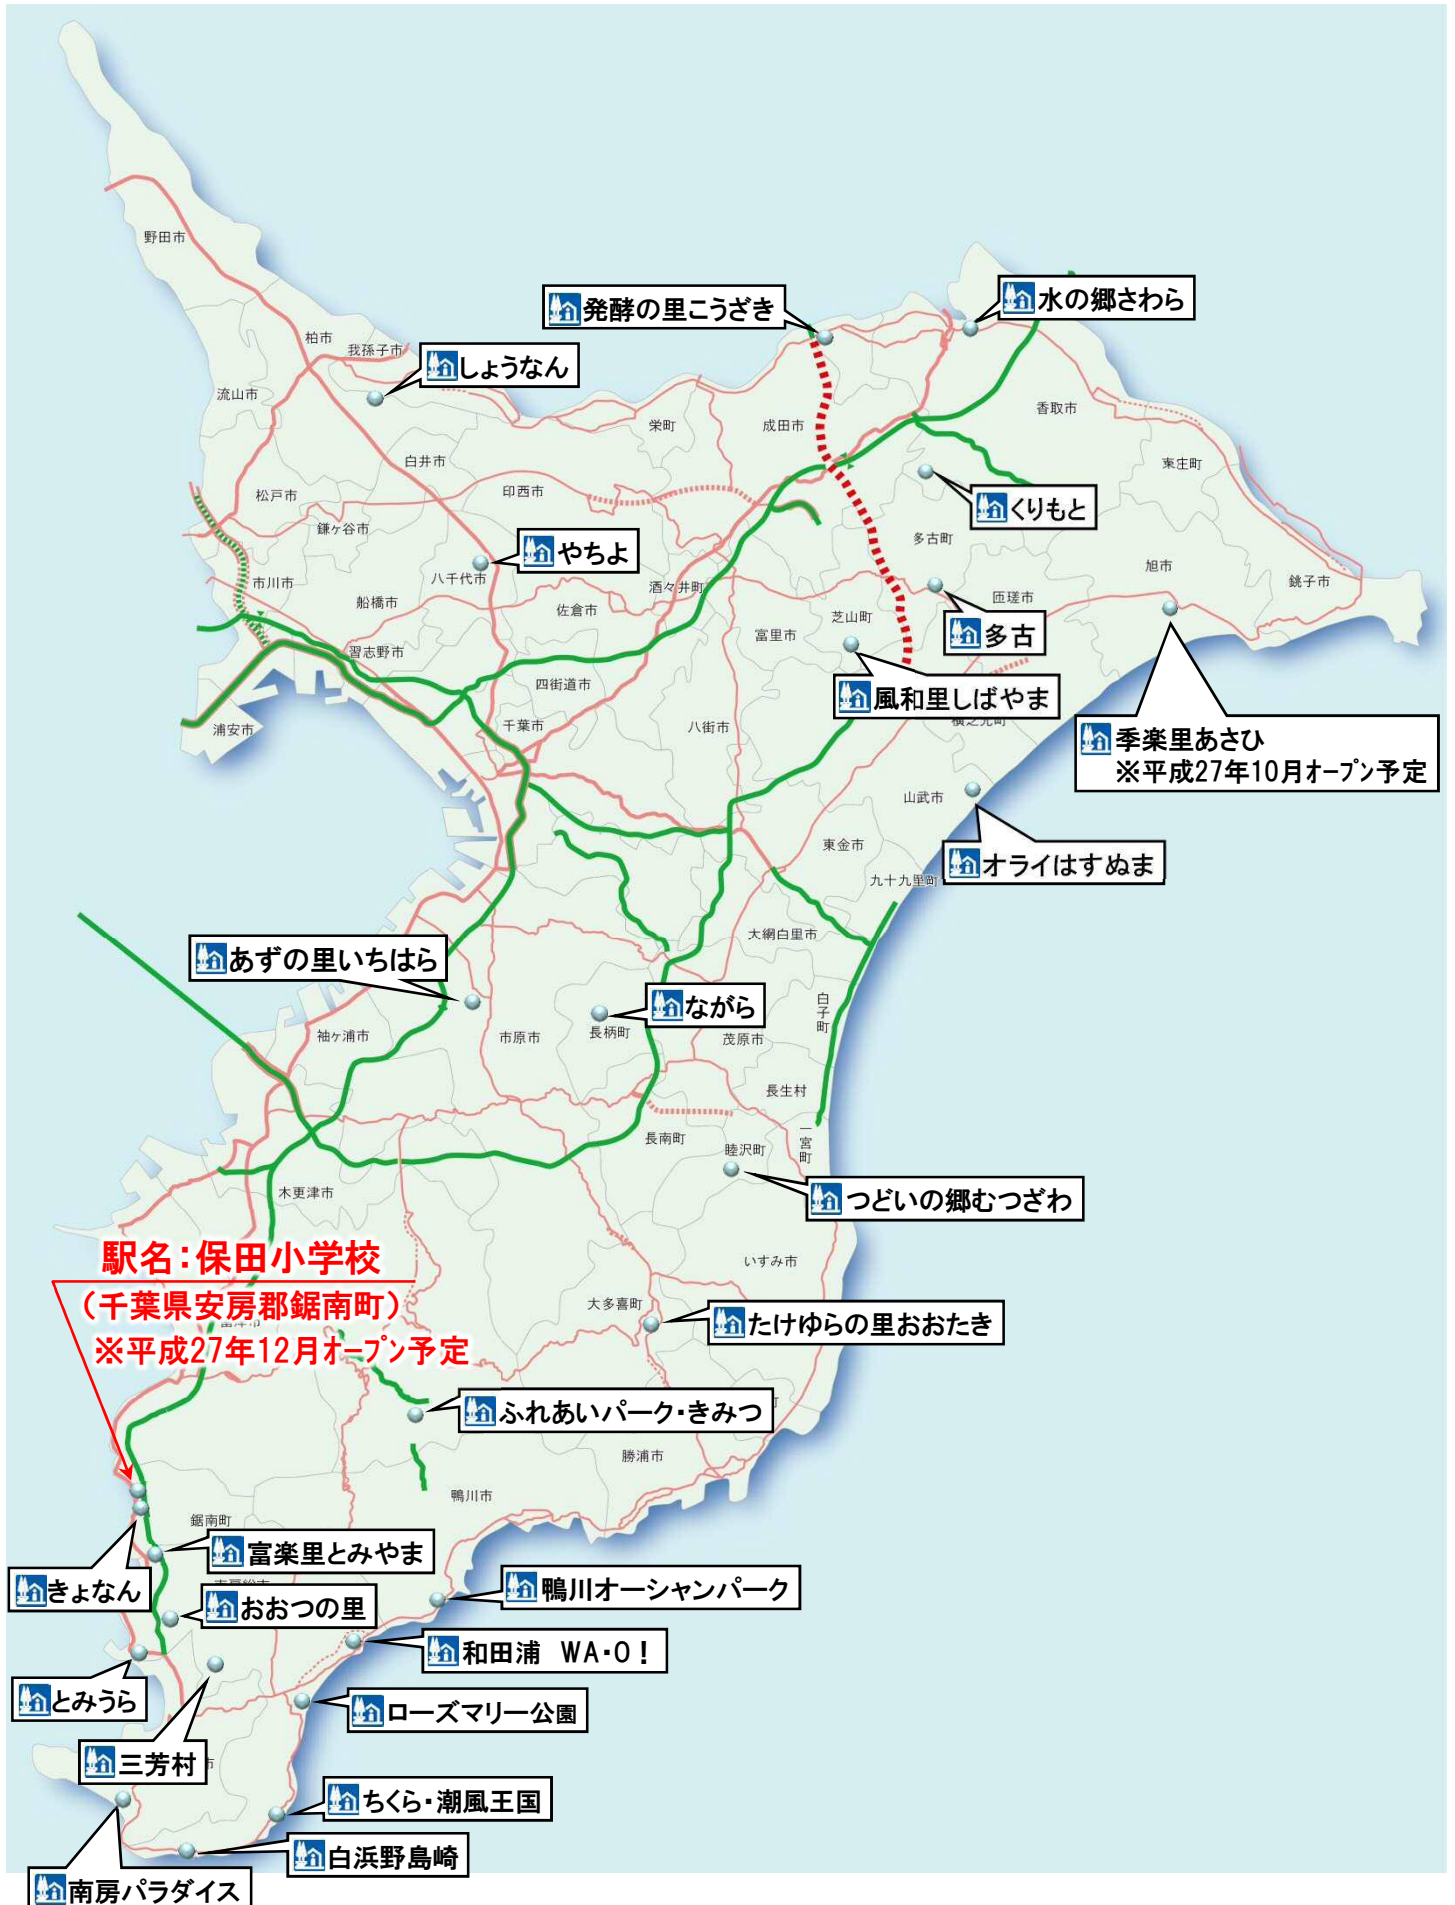 野田市
発酵の里こうざき
水の郷さわら
柏市
我孫子市
しょうなん
流山市
栄町
成田市
香取市
白井市
東庄町
松戸市
印西市
くりもと
鎌ヶ谷市
多古町
やちよ
市川市
八千代市
酒々井町
旭市
銚子市
船橋市
佐倉市
匝瑳市
芝山町
富里市
多古
習志野市
四街道市
風和里しばやま
浦安市
千葉市
八街市
季楽里あさひ
※平成27年10月オープン予定
山武市
東金市
オライはすぬま
九十九里町
大網白里市
あずの里いちはら
ながら
白子町
袖ヶ浦市
市原市
長柄町
茂原市
長生村
一宮町
長南町
睦沢町
木更津市
つどいの郷むつざわ
駅名：保田小学校
（千葉県安房郡鋸南町）
※平成27年12月オープン予定
いすみ市
大多喜町
たけゆらの里おおたき
ふれあいパーク・きみつ
勝浦市
鴨川市
鋸南町
富楽里とみやま
きょなん
おおつの里
鴨川オーシャンパーク
和田浦　WA・O！
とみうら
ローズマリー公園
三芳村
市
ちくら・潮風王国
白浜野島崎
南房パラダイス